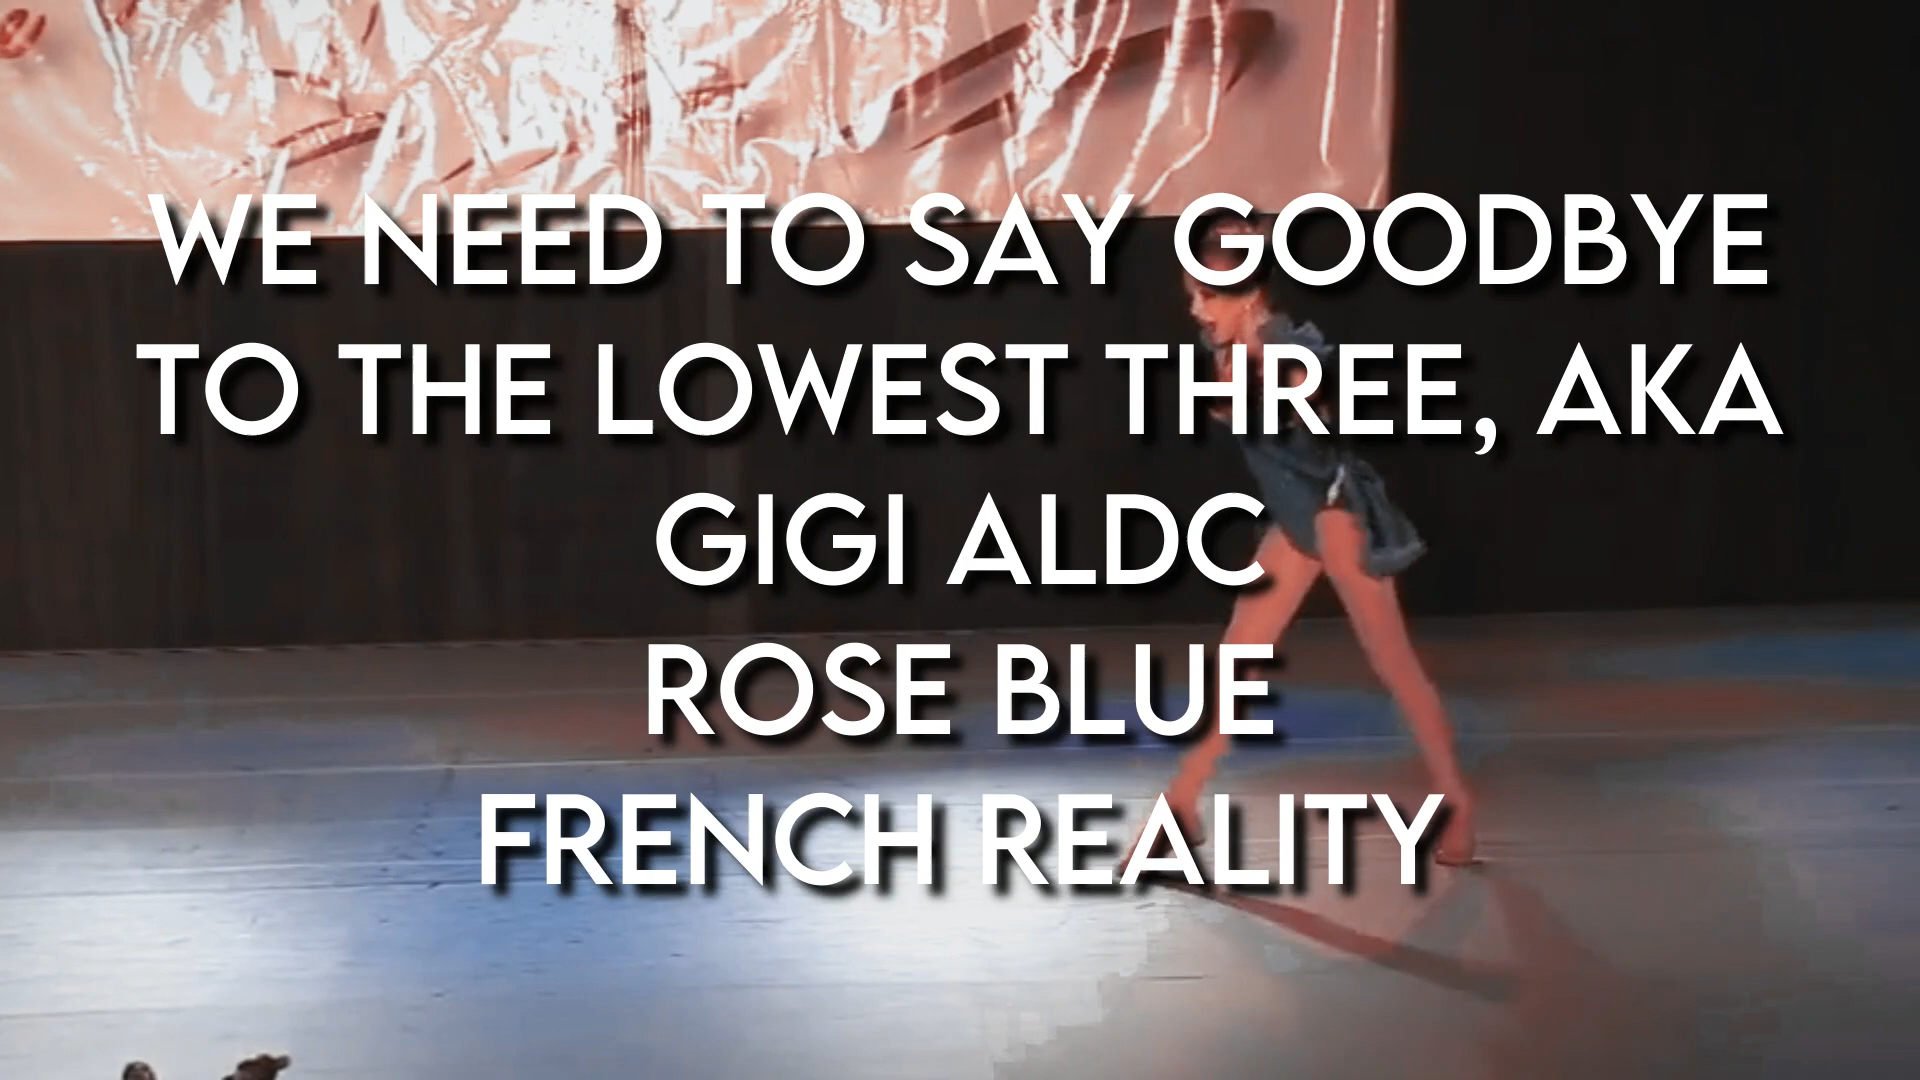 WE NEED TO SAY GOODBYE
TO THE LOWEST THREE, AKA
GIGI ALDC
ROSE BLUE
FRENCH REALITY